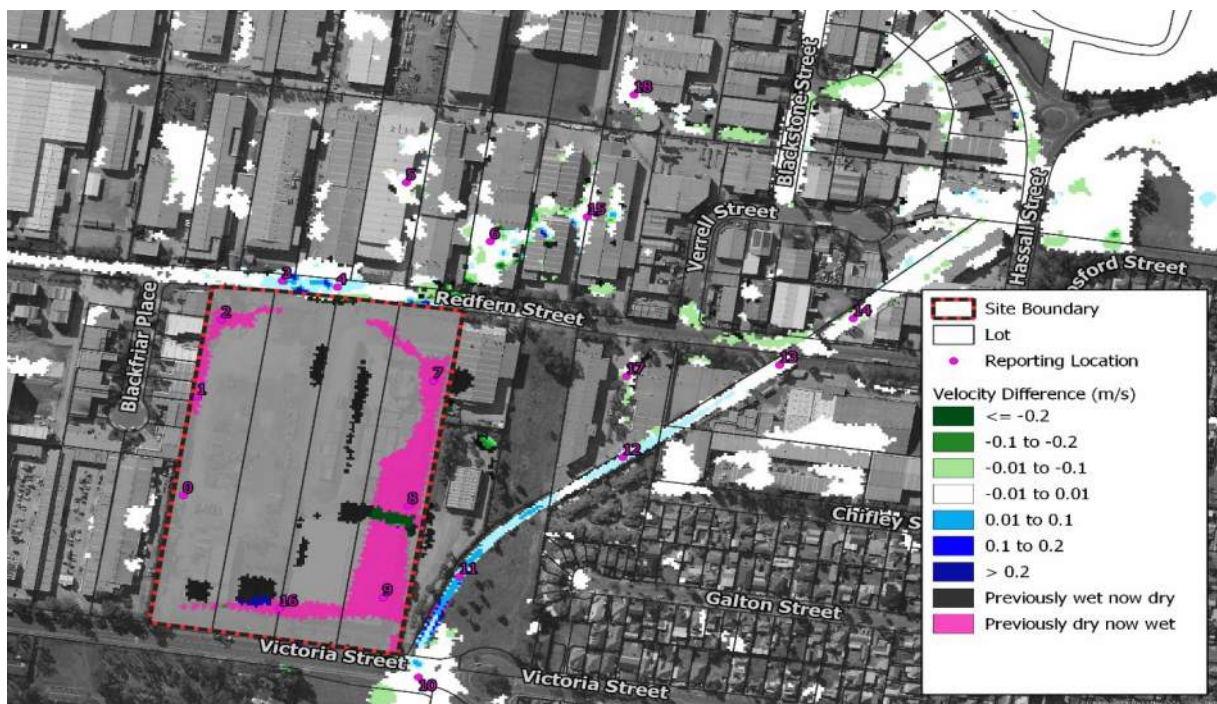 18
Blackstone Street
5
15
6
Verrell Street
Hassall Street
sford Street
3
4
Redfern Street
Blackfriar Place
2
14
13
1
7
17
12
0
8
Chifley S
11
9
16
Galton Street
Victoria Street
10
Victoria Street
Site Boundary
Lot
Reporting Location
Velocity Difference (m/s)
<= -0.2
-0.1 to -0.2
-0.01 to -0.1
-0.01 to 0.01
0.01 to 0.1
0.1 to 0.2
> 0.2
Previously wet now dry
Previously dry now wet